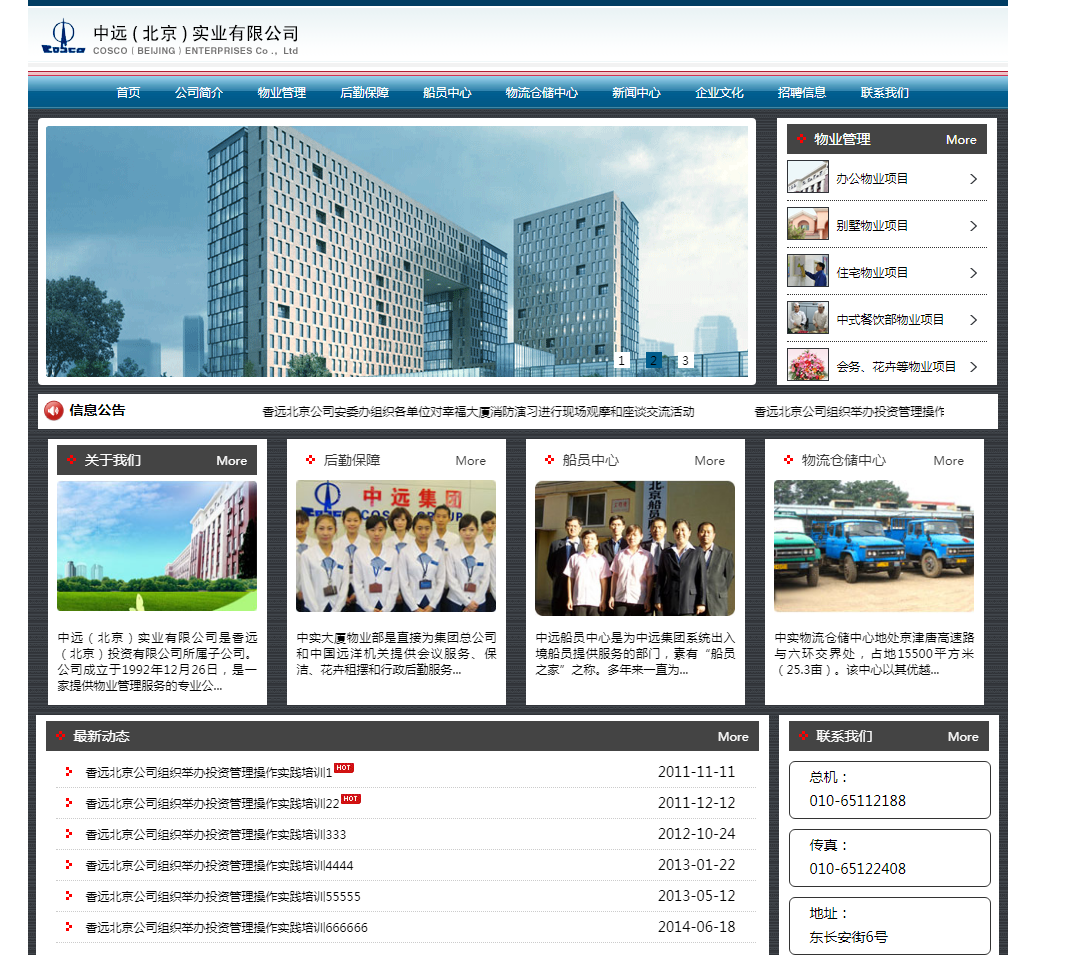 中远（北京）实业有限公司
COSCO（BEIJING）ENTERPRISES Co．，Ltd
Cosco
首页 公司简介 物业管理 后勤保障 船员中心 物流仓储中心 新闻中心 企业文化 招聘信息 联系我们
1 2 3
物业管理 More
办公物业项目
别墅物业项目
住宅物业项目
中式餐饮部物业项目
会务、花卉等物业项目
信息公告 香远北京公司安委办组织各单位对幸福大厦消防演习进行现场观摩和座谈交流活动 香远北京公司组织举办投资管理操作
关于我们 More
中远（北京）实业有限公司是香远
（北京）投资有限公司所属子公司。
公司成立于1992年12月26日，是一
家提供物业管理服务的专业公...
后勤保障 More
中远集团
中实大厦物业部是直接为集团总公司
和中国远洋机关提供会议服务、保
洁、花卉租摆和行政后勤服务...
船员中心 More
北京船员
中远船员中心是为中远集团系统出入
境船员提供服务的部门，素有“船员
之家”之称。多年来一直为...
物流仓储中心 More
中实物流仓储中心地处京津唐高速路
与六环交界处，占地15500平方米
（25.3亩）。该中心以其优越...
最新动态 More
香远北京公司组织举办投资管理操作实践培训1 HOT 2011-11-11
香远北京公司组织举办投资管理操作实践培训22 HOT 2011-12-12
香远北京公司组织举办投资管理操作实践培训333 2012-10-24
香远北京公司组织举办投资管理操作实践培训4444 2013-01-22
香远北京公司组织举办投资管理操作实践培训55555 2013-05-12
香远北京公司组织举办投资管理操作实践培训666666 2014-06-18
联系我们 More
总机：
010-65112188
传真：
010-65122408
地址：
东长安街6号